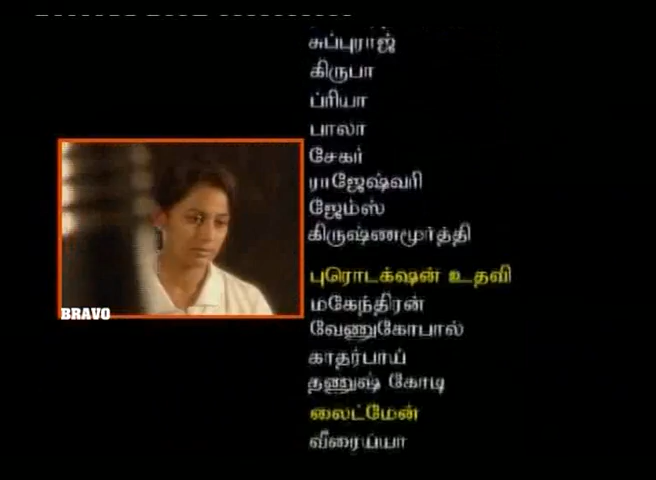 சுப்புராஜ்
கிருபா
ப்ரியா
பாலா
சேகர்
ராஜேஷ்வரி
ஜேம்ஸ்
கிருஷ்ணமூர்த்தி
புரொடக்ஷன் உதவி
மகேந்திரன்
வேணுகோபால்
காதர்பாய்
தனுஷ் கோடி
லைட்மேன்
வீரைய்யா
BRAVO